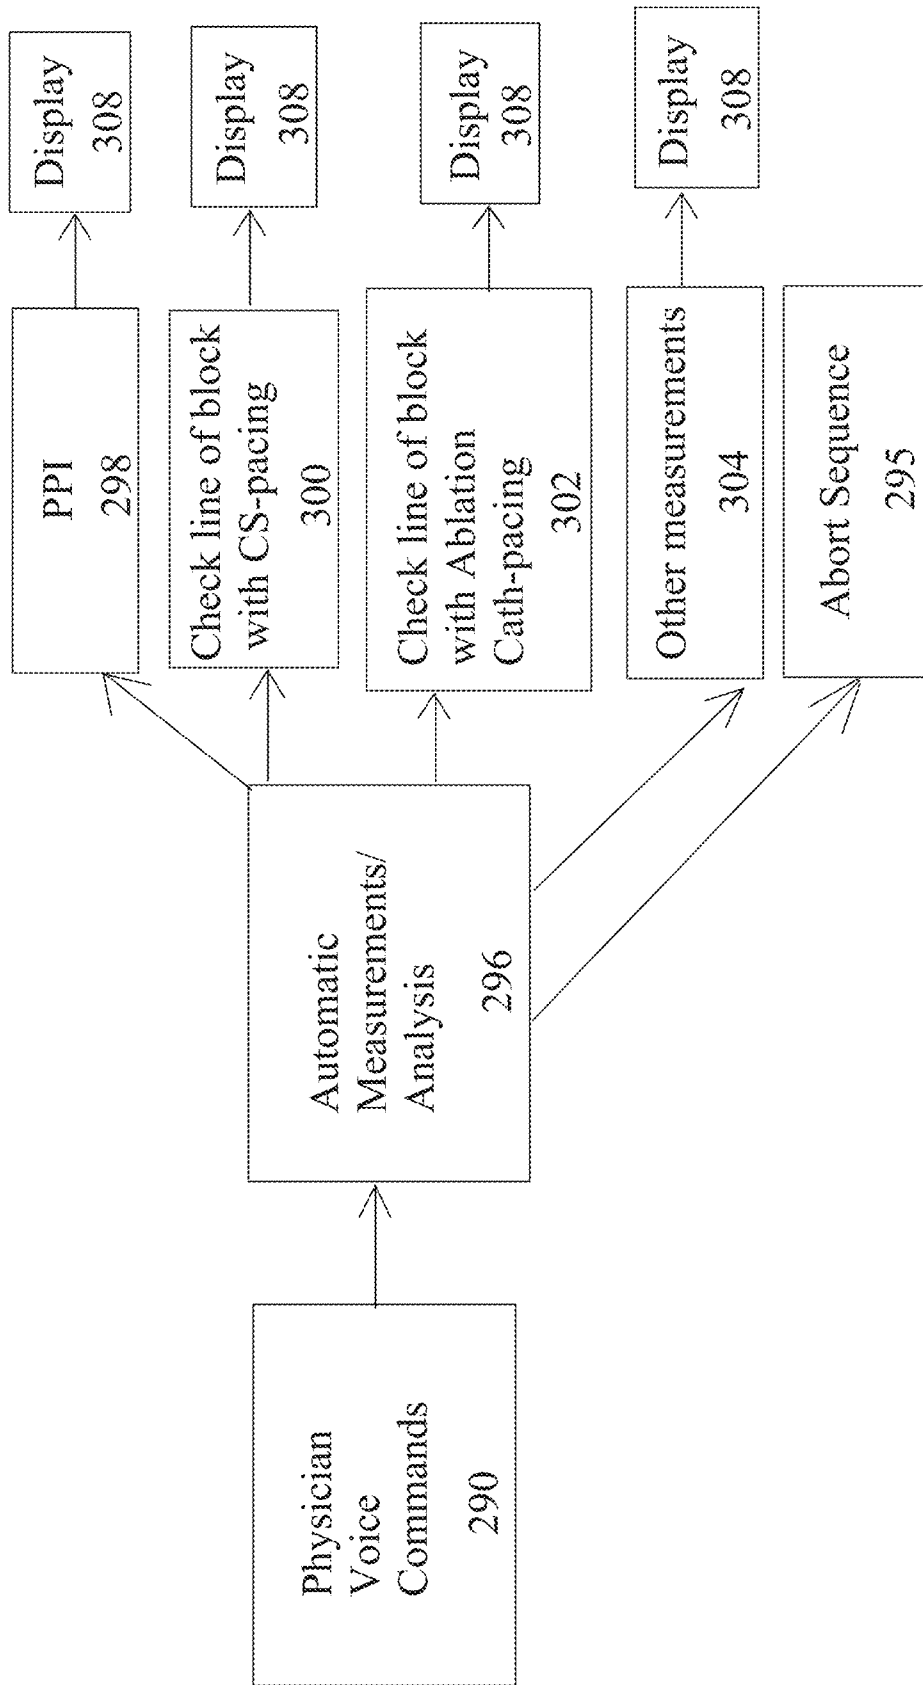 Physician
Voice
Commands
290
Automatic
Measurements/
Analysis
296
PPI
298
Display
308
Check line of block
with CS-pacing
300
Display
308
Check line of block
with Ablation
Cath-pacing
302
Display
308
Other measurements
304
Display
308
Abort Sequence
295